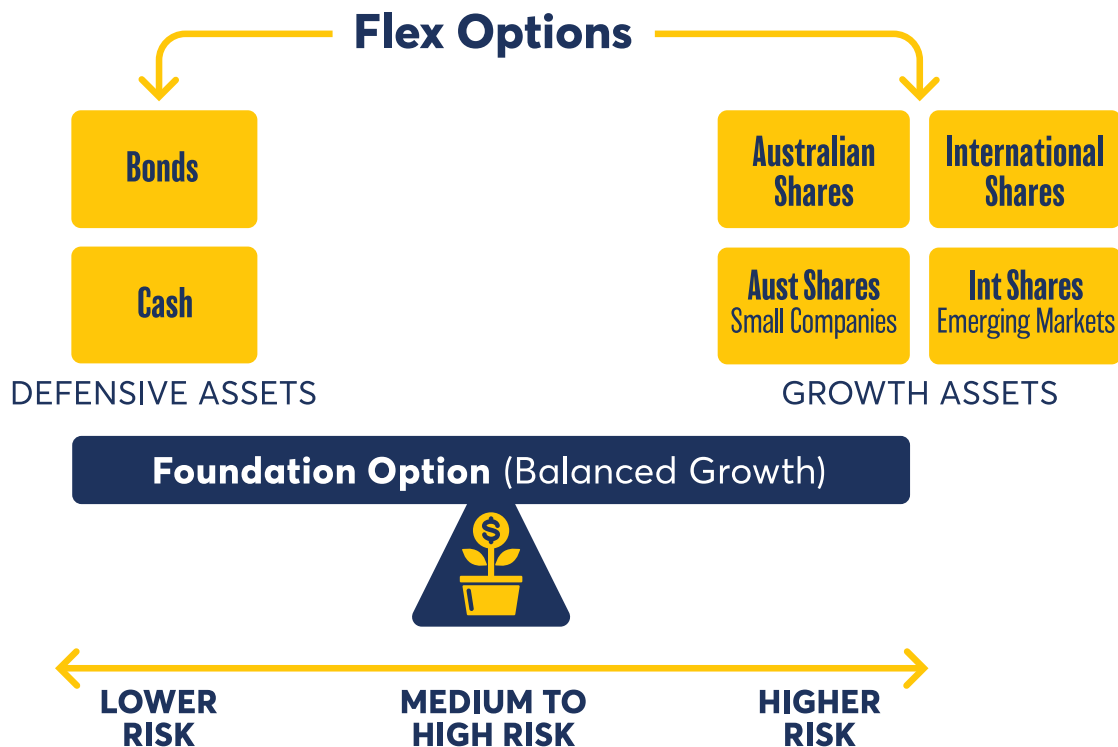 Flex Options
Bonds
Cash
DEFENSIVE ASSETS
Australian
Shares
International
Shares
Aust Shares
Small Companies
Int Shares
Emerging Markets
GROWTH ASSETS
Foundation Option (Balanced Growth)
$
LOWER
RISK
MEDIUM TO
HIGH RISK
HIGHER
RISK